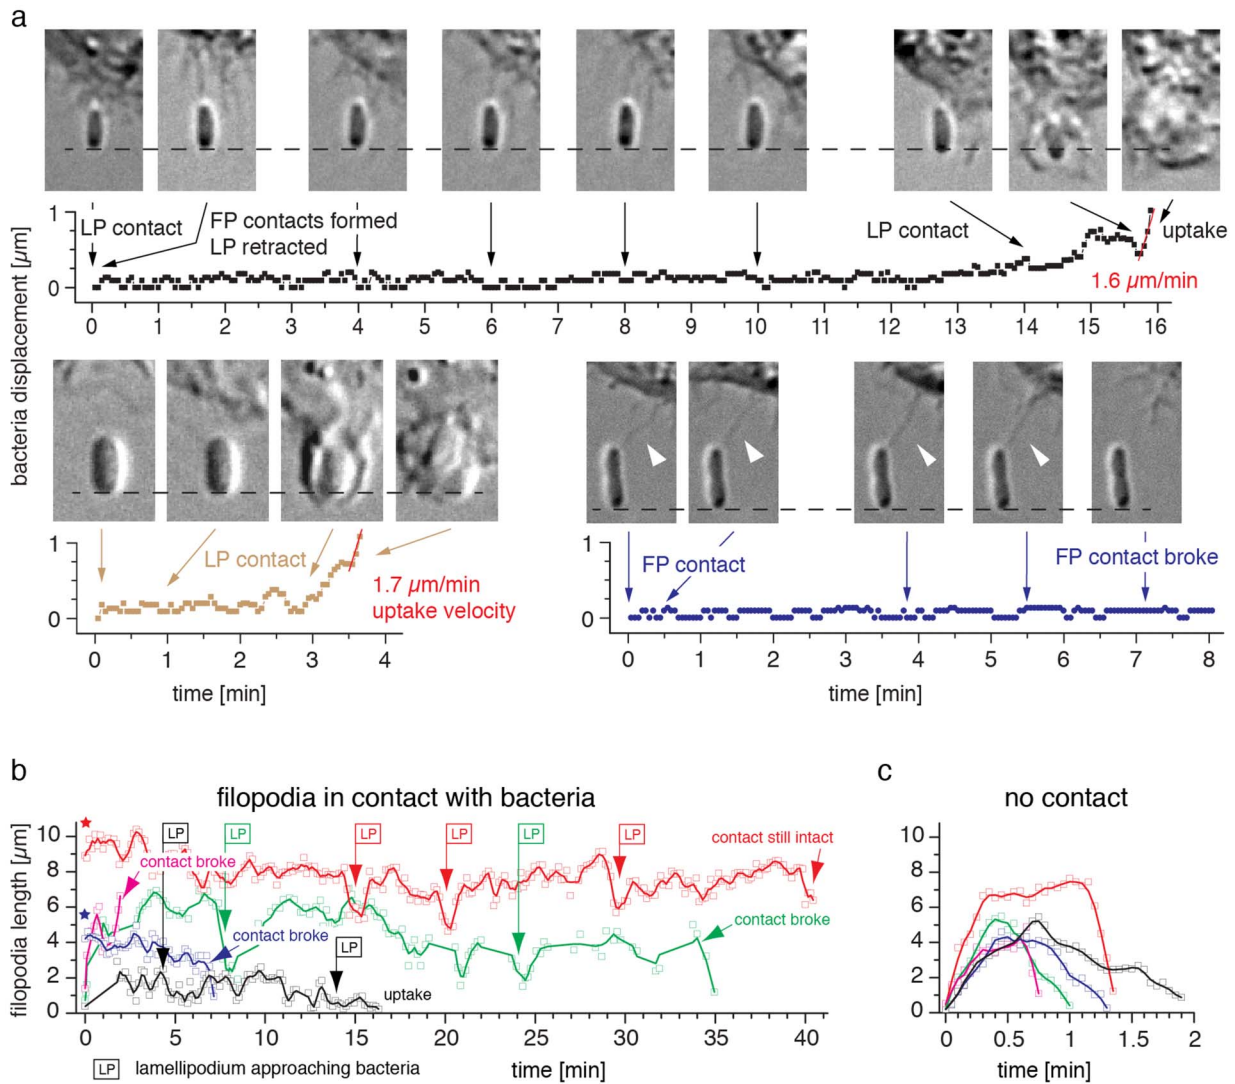 a
LP contact
FP contacts formed
LP retracted
LP contact
uptake
1.6 µm/min
1
0
0 1 2 3 4 5 6 7 8 9 10 11 12 13 14 15 16
bacteria displacement [µm]
LP contact
1.7 µm/min
uptake velocity
1
0
0 1 2 3 4
time [min]
FP contact
FP contact broke
1
0
0 1 2 3 4 5 6 7 8
time [min]
b
filopodia in contact with bacteria
filopodia length [µm]
10
8
6
4
2
0
LP LP LP LP LP LP
contact broke
contact still intact
contact broke
contact broke
LP
uptake
0 5 10 15 20 25 30 35 40
time [min]
LP lamellipodium approaching bacteria
c
no contact
10
8
6
4
2
0
0 0.5 1 1.5 2
time [min]